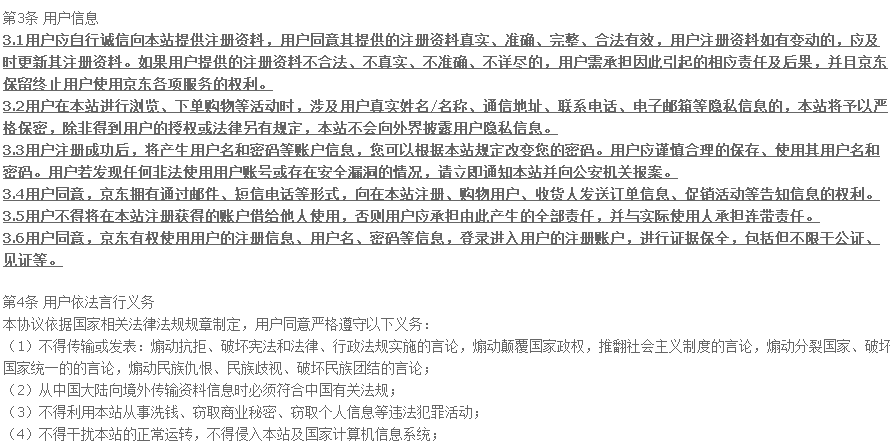 第3条 用户信息
3.1用户应自行诚信向本站提供注册资料，用户同意其提供的注册资料真实、准确、完整、合法有效，用户注册资料如有变动的，应及
时更新其注册资料。如果用户提供的注册资料不合法、不真实、不准确、不详尽的，用户需承担因此引起的相应责任及后果，并且京东
保留终止用户使用京东各项服务的权利。
3.2用户在本站进行浏览、下单购物等活动时，涉及用户真实姓名/名称、通信地址、联系电话、电子邮箱等隐私信息的，本站将予以严
格保密，除非得到用户的授权或法律另有规定，本站不会向外界披露用户隐私信息。
3.3用户注册成功后，将产生用户名和密码等账户信息，您可以根据本站规定改变您的密码。用户应谨慎合理的保存、使用其用户名和
密码。用户若发现任何非法使用用户账号或存在安全漏洞的情况，请立即通知本站并向公安机关报案。
3.4用户同意，京东拥有通过邮件、短信电话等形式，向在本站注册、购物用户、收货人发送订单信息、促销活动等告知信息的权利。
3.5用户不得将在本站注册获得的账户借给他人使用，否则用户应承担由此产生的全部责任，并与实际使用人承担连带责任。
3.6用户同意，京东有权使用用户的注册信息、用户名、密码等信息，登录进入用户的注册账户，进行证据保全，包括但不限于公证、
见证等。
第4条 用户依法言行义务
本协议依据国家相关法律法规规章制定，用户同意严格遵守以下义务：
（1）不得传输或发表：煽动抗拒、破坏宪法和法律、行政法规实施的言论，煽动颠覆国家政权，推翻社会主义制度的言论，煽动分裂国家、破坏
国家统一的的言论，煽动民族仇恨、民族歧视、破坏民族团结的言论；
（2）从中国大陆向境外传输资料信息时必须符合中国有关法规；
（3）不得利用本站从事洗钱、窃取商业秘密、窃取个人信息等违法犯罪活动；
（4）不得干扰本站的正常运转，不得侵入本站及国家计算机信息系统；